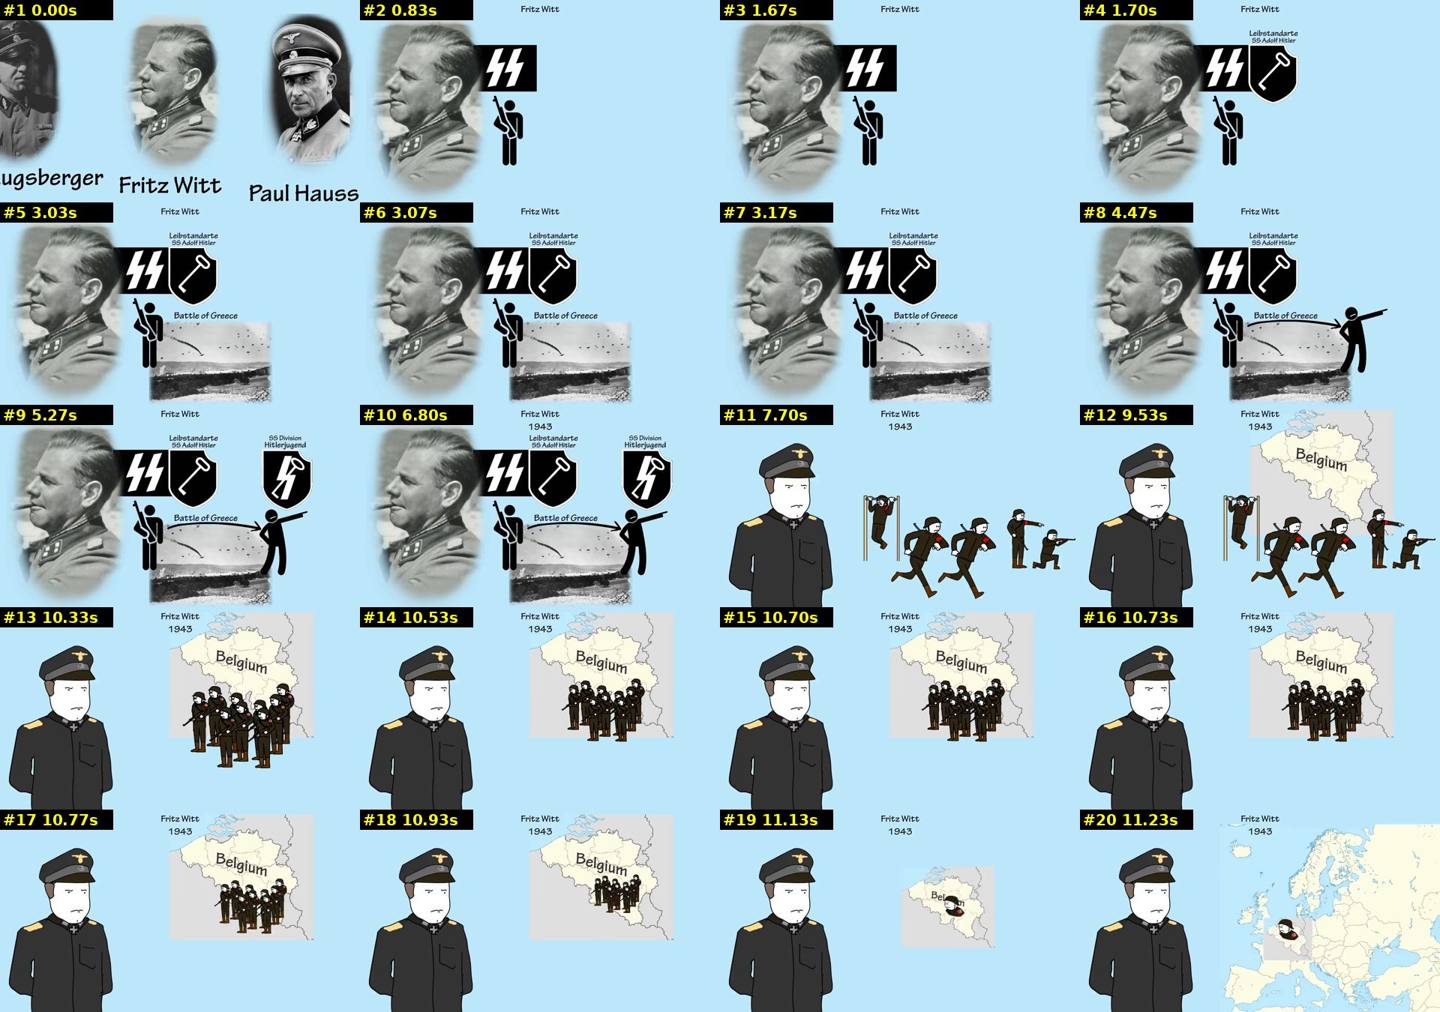 #1 0.00s
ugsberger
Fritz Witt
Paul Hauss
#2 0.83s
Fritz Witt
#3 1.67s
Fritz Witt
#4 1.70s
Fritz Witt
Leibstandarte
SS Adolf Hitler
#5 3.03s
Fritz Witt
Leibstandarte
SS Adolf Hitler
Battle of Greece
#6 3.07s
Fritz Witt
Leibstandarte
SS Adolf Hitler
Battle of Greece
#7 3.17s
Fritz Witt
Leibstandarte
SS Adolf Hitler
Battle of Greece
#8 4.47s
Fritz Witt
Leibstandarte
SS Adolf Hitler
Battle of Greece
#9 5.27s
Fritz Witt
Leibstandarte
SS Adolf Hitler
SS Division
Hitlerjugend
Battle of Greece
#10 6.80s
Fritz Witt
1943
Leibstandarte
SS Adolf Hitler
SS Division
Hitlerjugend
Battle of Greece
#11 7.70s
Fritz Witt
1943
#12 9.53s
Fritz Witt
1943
Belgium
#13 10.33s
Fritz Witt
1943
Belgium
#14 10.53s
Fritz Witt
1943
Belgium
#15 10.70s
Fritz Witt
1943
Belgium
#16 10.73s
Fritz Witt
1943
Belgium
#17 10.77s
Fritz Witt
1943
Belgium
#18 10.93s
Fritz Witt
1943
Belgium
#19 11.13s
Fritz Witt
1943
#20 11.23s
Fritz Witt
1943